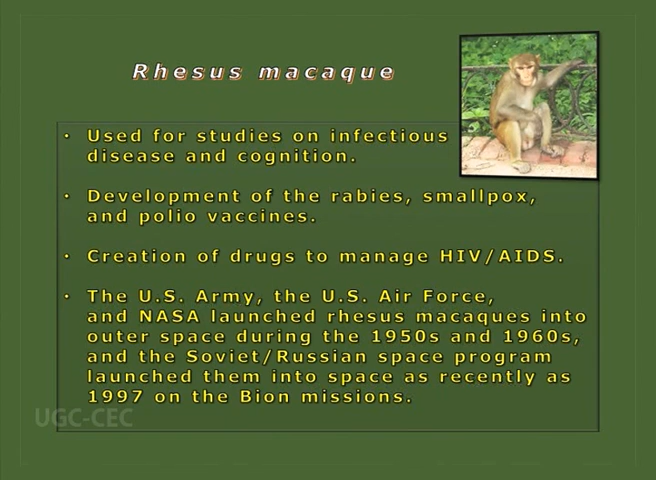 Rhesus macaque
• Used for studies on infectious
disease and cognition.
• Development of the rabies, smallpox,
and polio vaccines.
• Creation of drugs to manage HIV/AIDS.
• The U.S. Army, the U.S. Air Force,
and NASA launched rhesus macaques into
outer space during the 1950s and 1960s,
and the Soviet/Russian space program
launched them into space as recently as
1997 on the Bion missions.
UGC-CEC